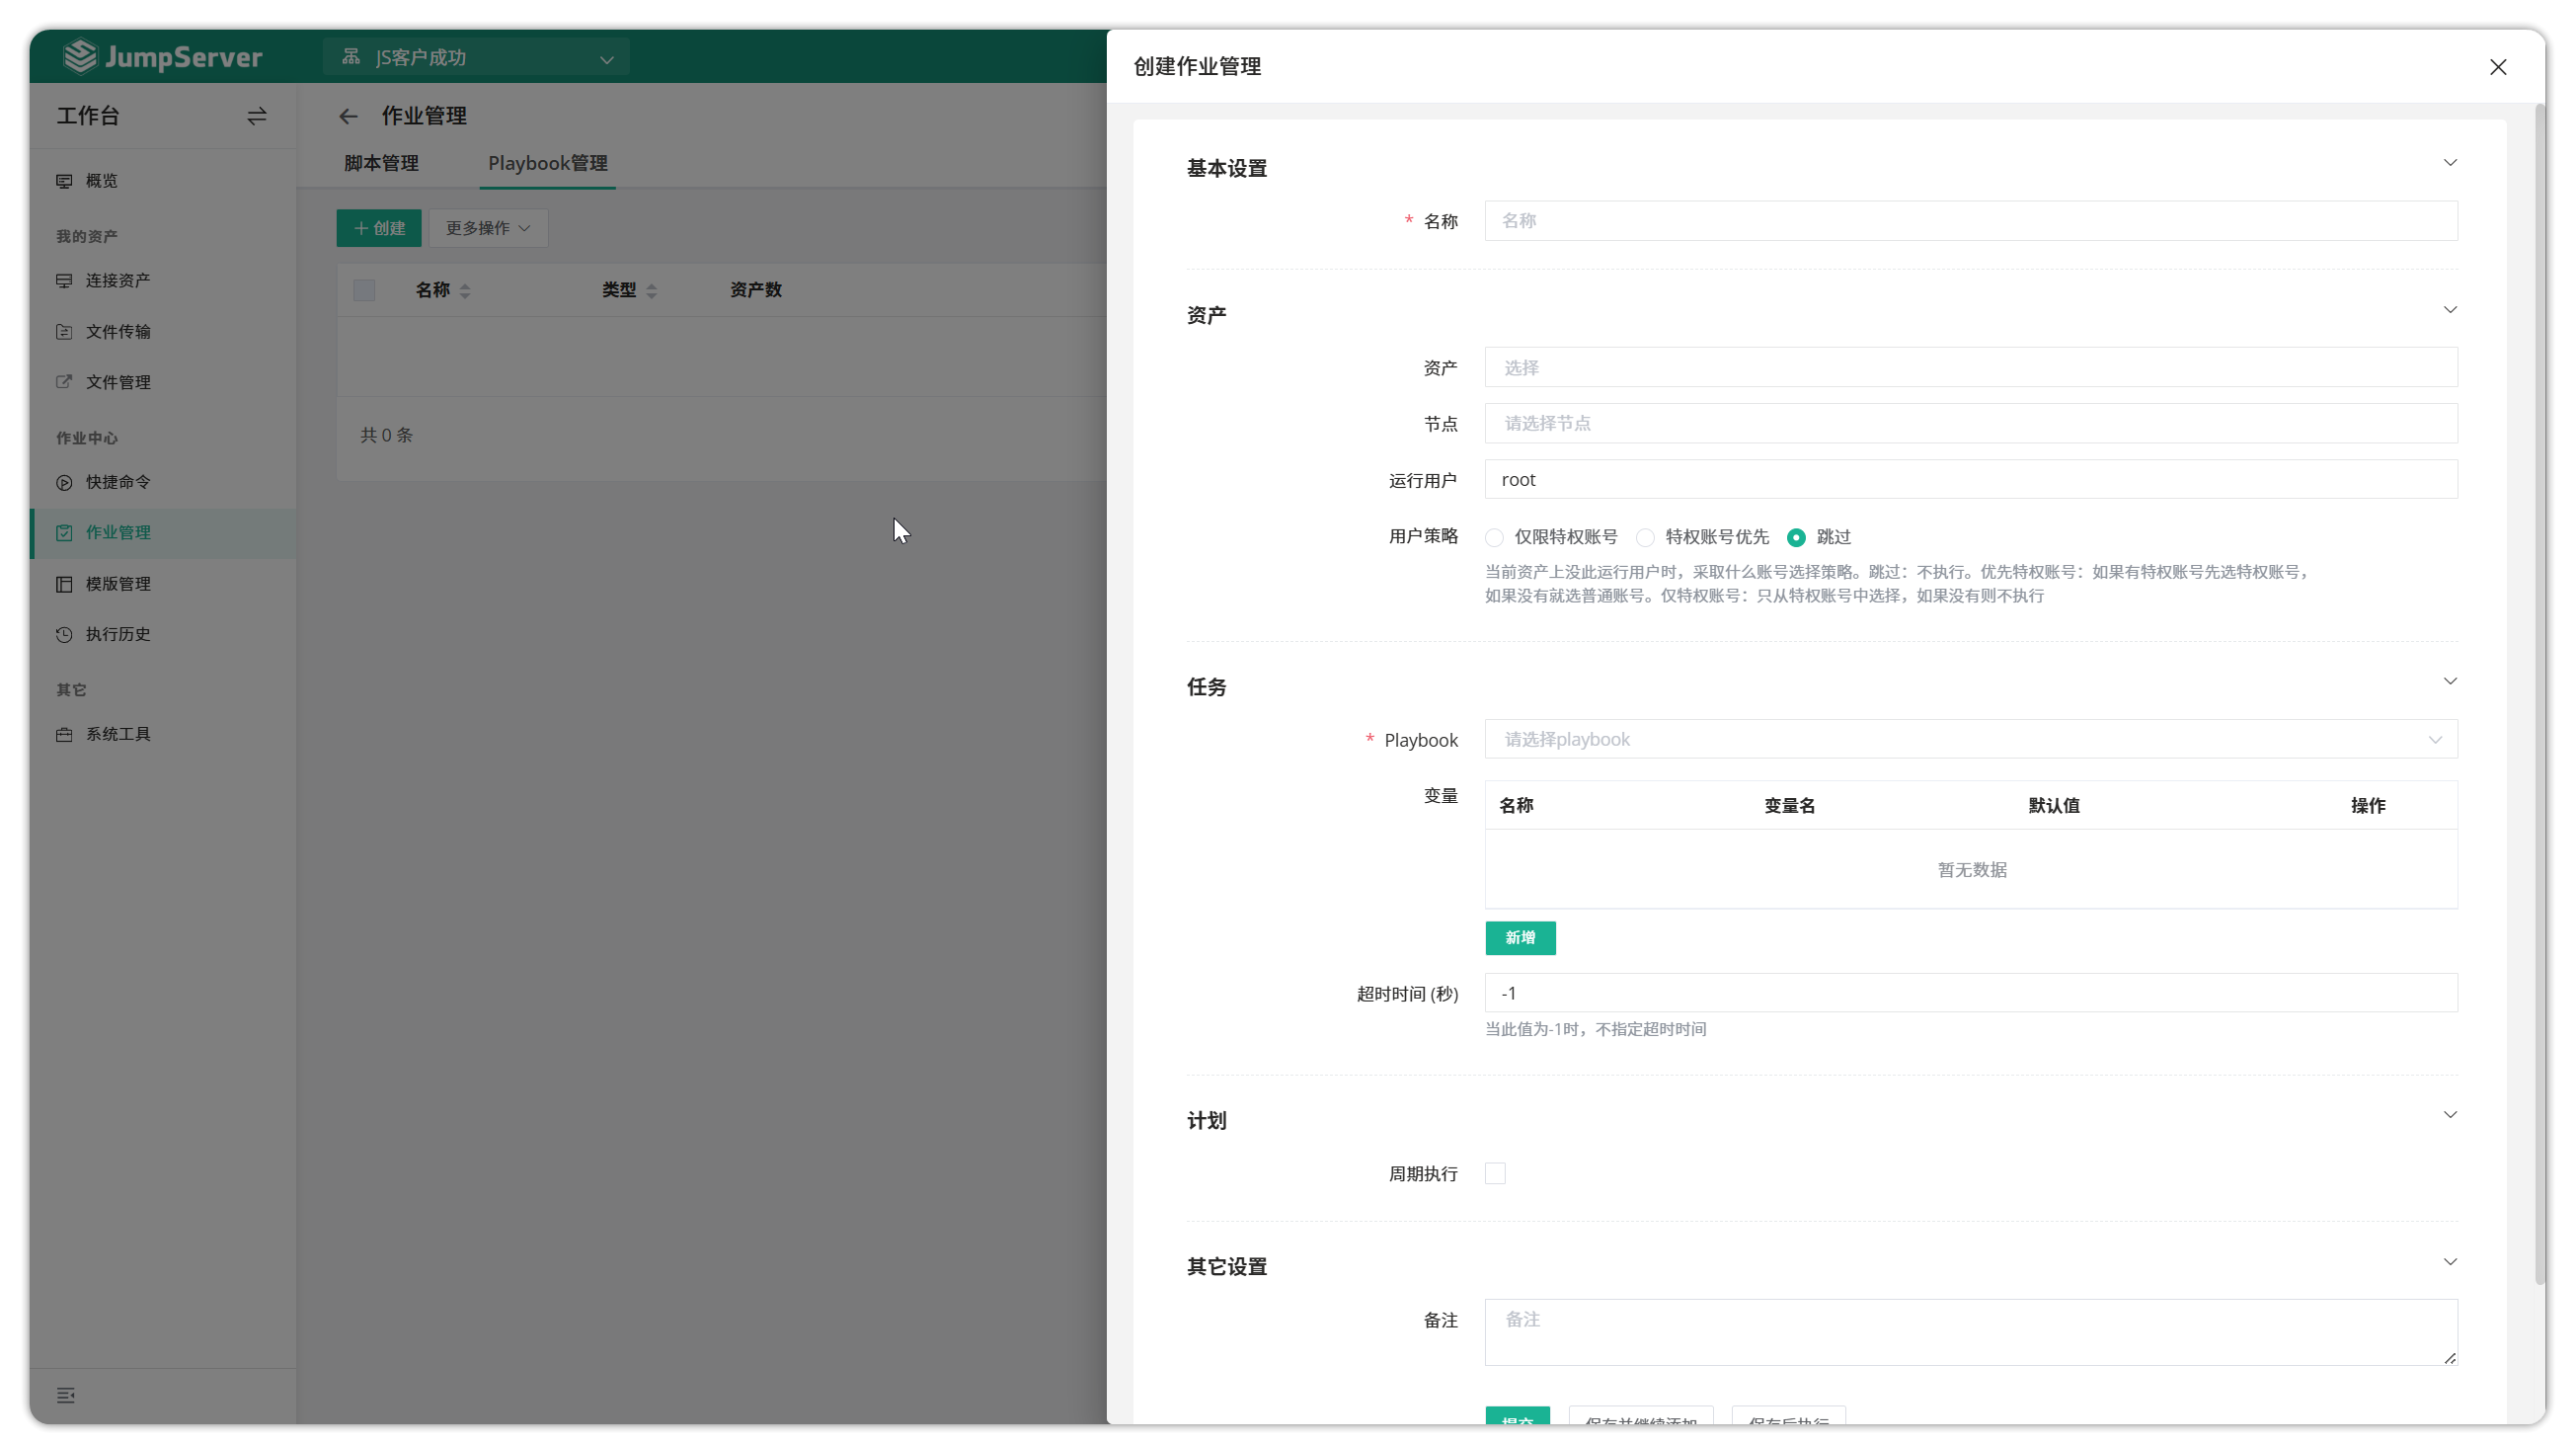 JumpServer
JS客户成功
工作台
概览
我的资产
连接资产
文件传输
文件管理
作业中心
快捷命令
作业管理
模版管理
执行历史
其它
系统工具
作业管理
脚本管理
Playbook管理
创建
更多操作
名称
类型
资产数
共 0 条
创建作业管理
基本设置
* 名称
名称
资产
资产
选择
节点
请选择节点
运行用户
root
用户策略
仅限特权账号
特权账号优先
跳过
当前资产上没此运行用户时，采取什么账号选择策略。跳过：不执行。优先特权账号：如果有特权账号先选特权账号，
如果没有就选普通账号。仅特权账号：只从特权账号中选择，如果没有则不执行
任务
* Playbook
请选择playbook
变量
名称
变量名
默认值
操作
暂无数据
新增
超时时间 (秒)
-1
当此值为-1时，不指定超时时间
计划
周期执行
其它设置
备注
备注
提交
保存并继续添加
保存后执行